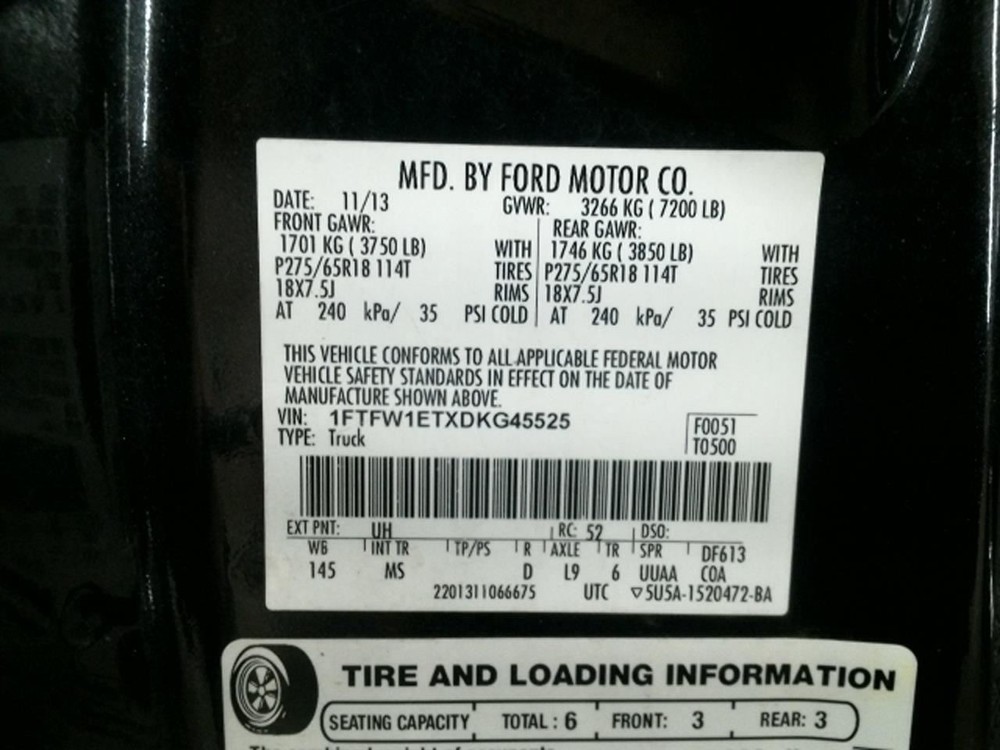 MFD. BY FORD MOTOR CO.
DATE: 11/13 GVWR: 3266 KG ( 7200 LB)
FRONT GAWR: REAR GAWR:
1701 KG ( 3750 LB) WITH 1746 KG ( 3850 LB) WITH
P275/65R18 114T TIRES P275/65R18 114T TIRES
18X7.5J RIMS 18X7.5J RIMS
AT 240 kPa/ 35 PSI COLD AT 240 kPa/ 35 PSI COLD
THIS VEHICLE CONFORMS TO ALL APPLICABLE FEDERAL MOTOR
VEHICLE SAFETY STANDARDS IN EFFECT ON THE DATE OF
MANUFACTURE SHOWN ABOVE.
VIN: 1FTFW1ETXDKG45525 F0051
TYPE: Truck T0500
EXT PNT: UH RC: 52 DSO:
WB INT TR TP/PS R AXLE TR SPR DF613
145 MS D L9 6 UUAA COA
2201311066675 UTC ▽5U5A-1520472-BA
TIRE AND LOADING INFORMATION
SEATING CAPACITY TOTAL : 6 FRONT: 3 REAR: 3